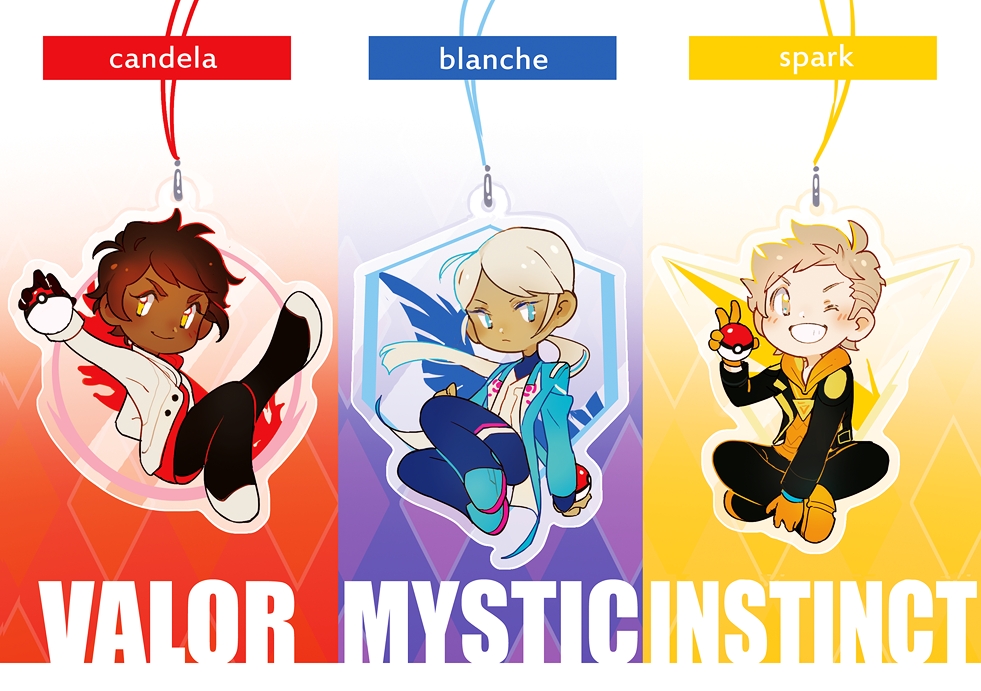 candela
blanche
spark
VALOR
MYSTIC
INSTINCT